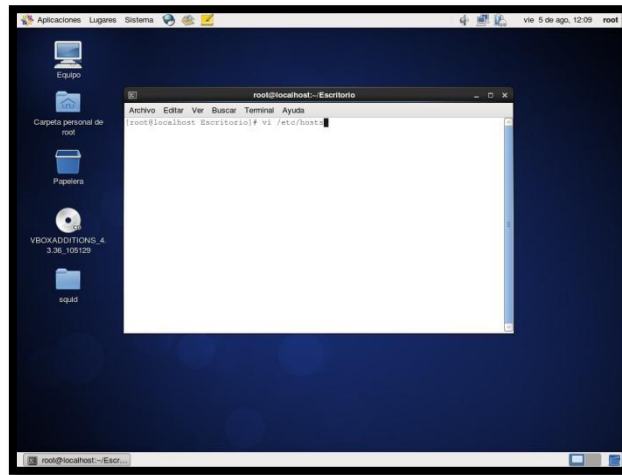 Aplicaciones Lugares Sistema
vie 5 de ago, 12:09 root
Equipo
Carpeta personal de
root
Papelera
VBOXADDITIONS_4.
3.36_105129
squid
root@localhost:~/Escritorio
Archivo Editar Ver Buscar Terminal Ayuda
[root@localhost Escritorio]# vi /etc/hosts
root@localhost:~/Escr...